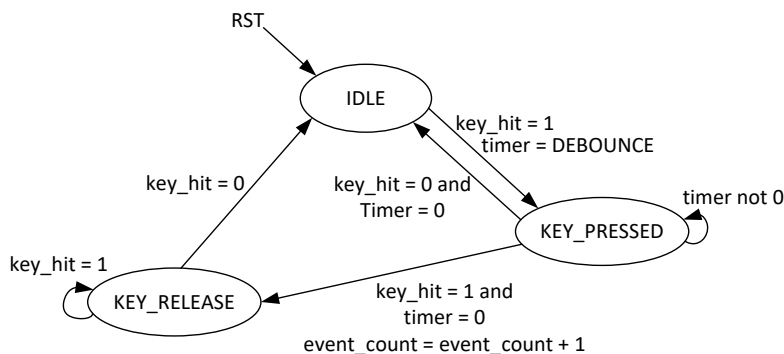 RST
IDLE
key_hit = 1
timer = DEBOUNCE
key_hit = 0
key_hit = 0 and
Timer = 0
timer not 0
KEY_PRESSED
key_hit = 1
KEY_RELEASE
key_hit = 1 and
timer = 0
event_count = event_count + 1